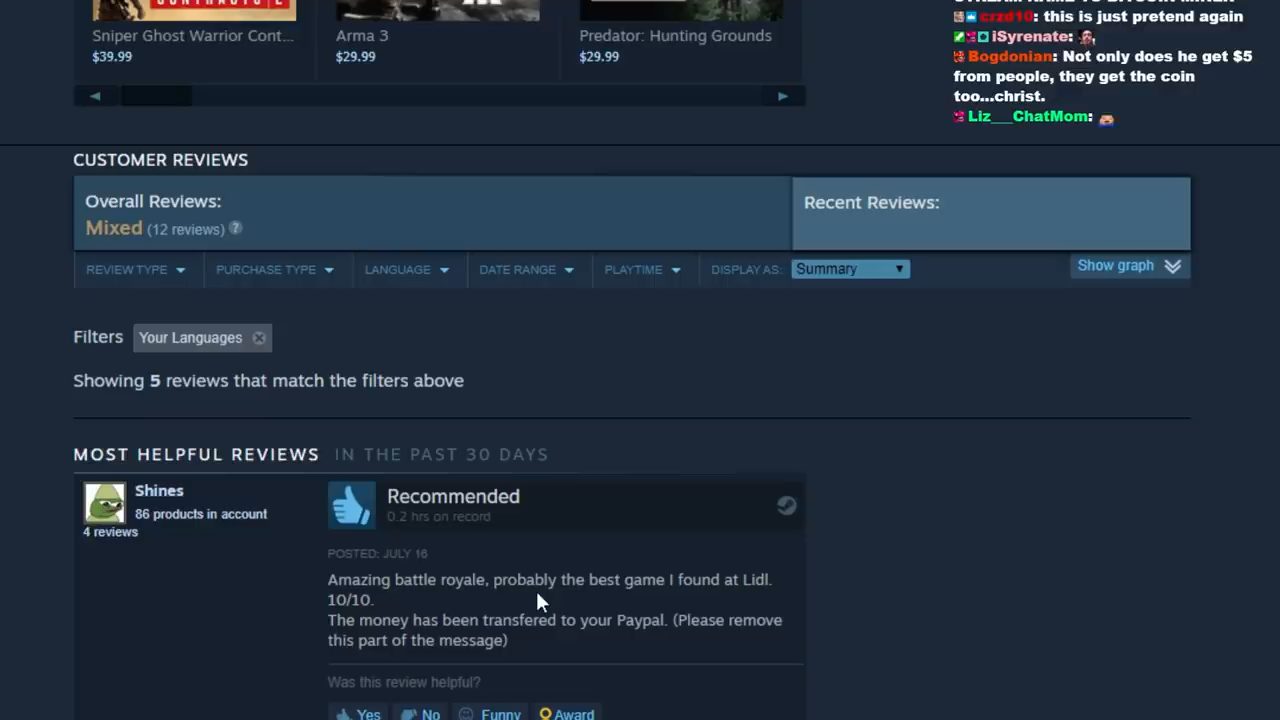 Sniper Ghost Warrior Cont...
$39.99
Arma 3
$29.99
Predator: Hunting Grounds
$29.99
crzd10: this is just pretend again
iSyrenate:
Bogdonian: Not only does he get $5
from people, they get the coin
too...christ.
Liz___ChatMom:
CUSTOMER REVIEWS
Overall Reviews:
Mixed (12 reviews) ?
Recent Reviews:
REVIEW TYPE PURCHASE TYPE LANGUAGE DATE RANGE PLAYTIME DISPLAY AS: Summary Show graph
Filters Your Languages
Showing 5 reviews that match the filters above
MOST HELPFUL REVIEWS IN THE PAST 30 DAYS
Shines
86 products in account
4 reviews
Recommended
0.2 hrs on record
POSTED: JULY 16
Amazing battle royale, probably the best game I found at Lidl.
10/10.
The money has been transfered to your Paypal. (Please remove
this part of the message)
Was this review helpful?
Yes No Funny Award